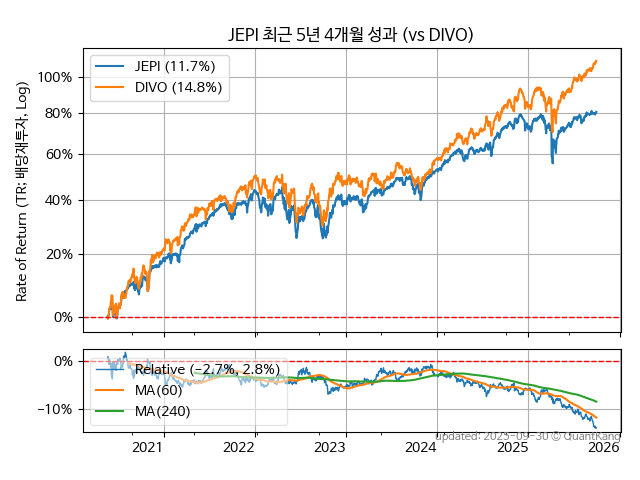 JEPI 최근 5년 4개월 성과 (vs DIVO)
Rate of Return (TR: 배당재투자, Log)
JEPI (11.7%)
DIVO (14.8%)
100%
80%
60%
40%
20%
0%
0%
−10%
Relative (−2.7%, 2.8%)
MA(60)
MA(240)
2021
2022
2023
2024
2025
2026
updated: 2025-09-30 © QuantKang